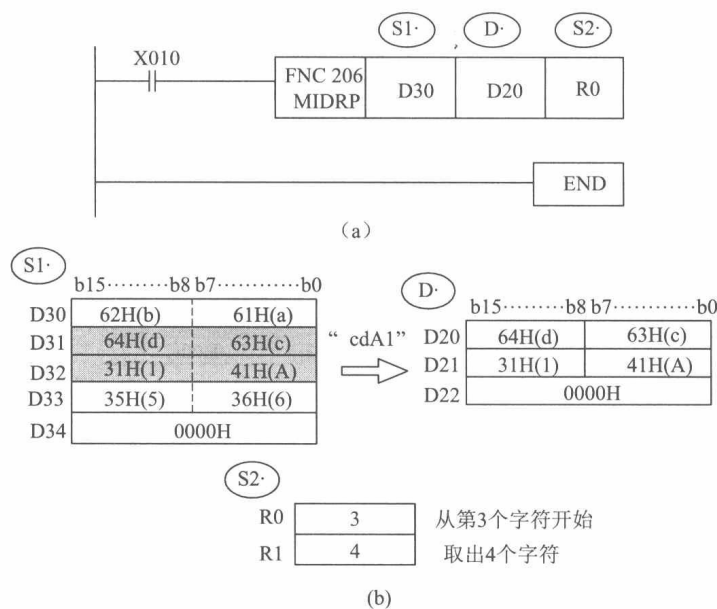 S1· , D· S2·
X010
FNC 206 D30 D20 R0
MIDRP
END
(a)
S1·
b15………b8 b7…………b0
D30 62H(b) 61H(a)
D31 64H(d) 63H(c)
D32 31H(1) 41H(A)
D33 35H(5) 36H(6)
D34 0000H
“ cdA1”
D·
b15………b8 b7…………b0
D20 64H(d) 63H(c)
D21 31H(1) 41H(A)
D22 0000H
S2·
R0 3 从第3个字符开始
R1 4 取出4个字符
(b)